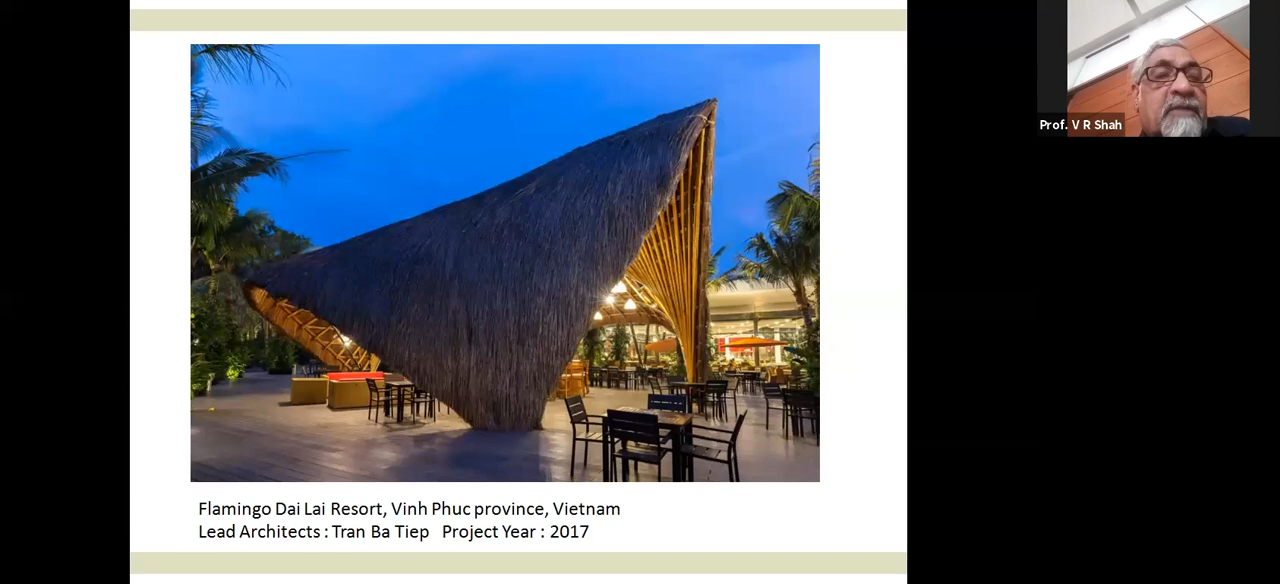 Prof. V R Shah
Flamingo Dai Lai Resort, Vinh Phuc province, Vietnam
Lead Architects : Tran Ba Tiep   Project Year : 2017